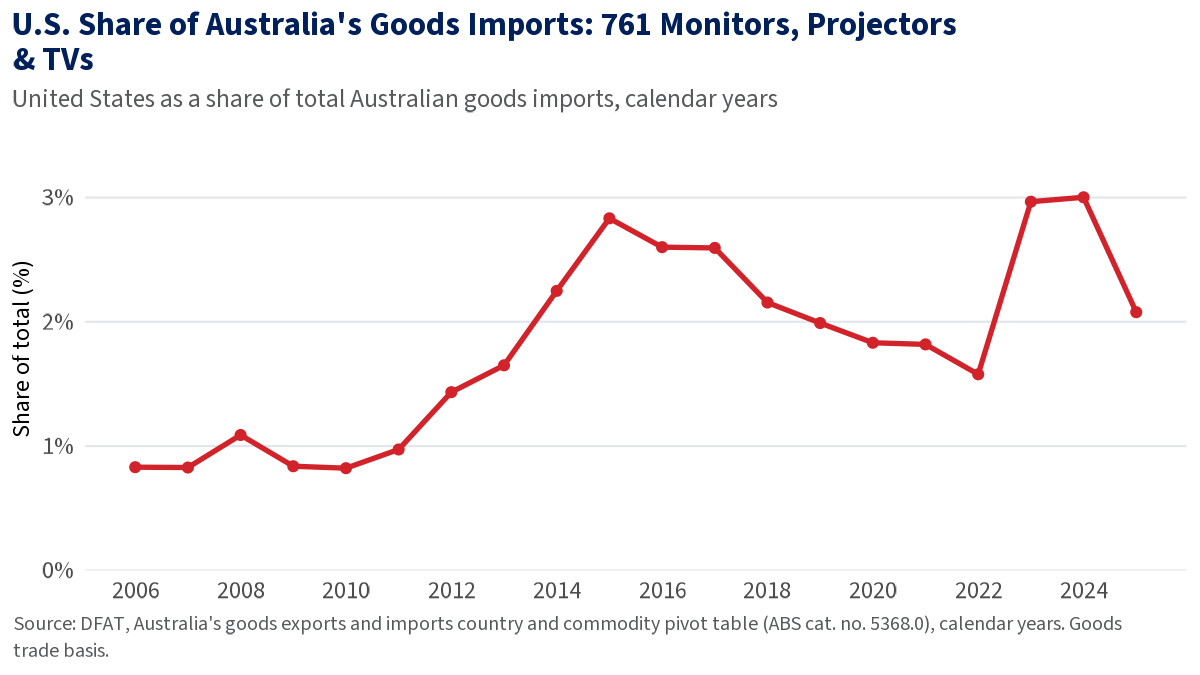 U.S. Share of Australia's Goods Imports: 761 Monitors, Projectors
& TVs
United States as a share of total Australian goods imports, calendar years
Share of total (%)
3%
2%
1%
0%
2006 2008 2010 2012 2014 2016 2018 2020 2022 2024
Source: DFAT, Australia's goods exports and imports country and commodity pivot table (ABS cat. no. 5368.0), calendar years. Goods
trade basis.